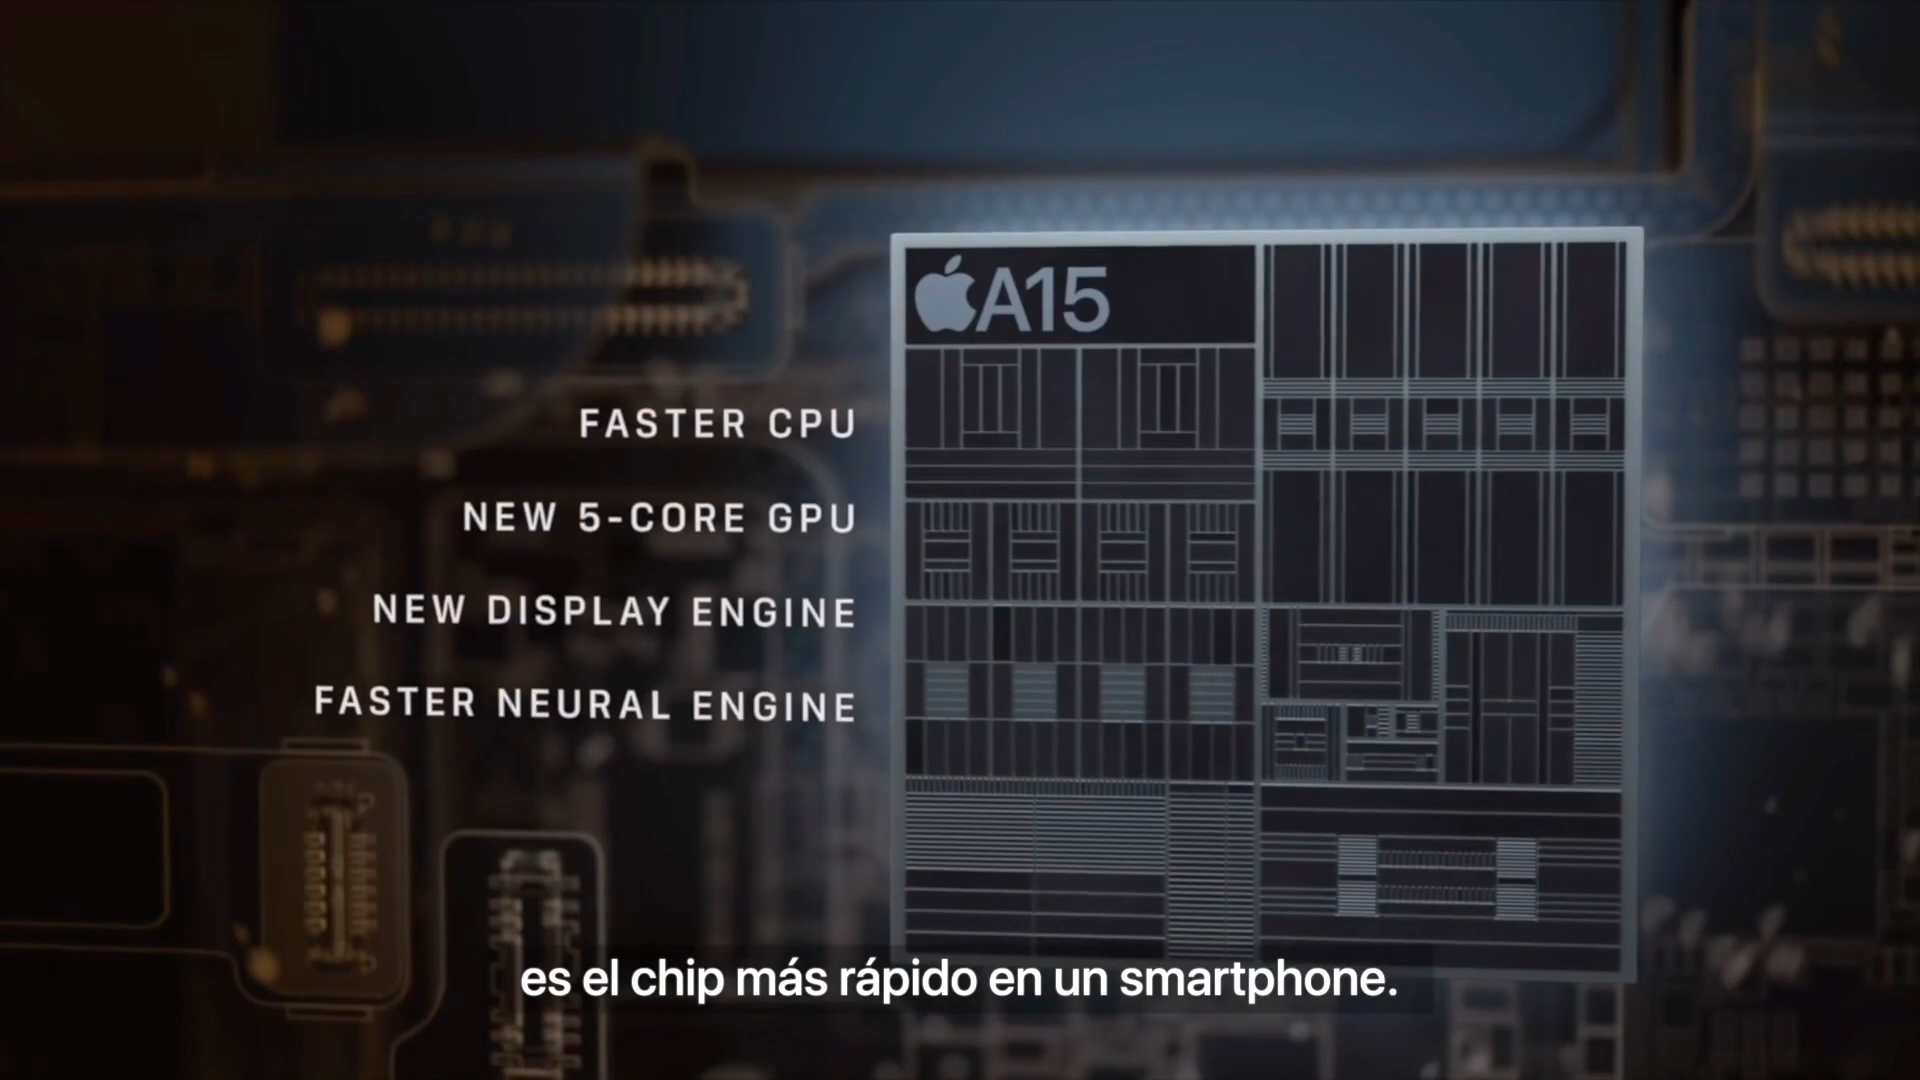 A15
FASTER CPU
NEW 5-CORE GPU
NEW DISPLAY ENGINE
FASTER NEURAL ENGINE
es el chip más rápido en un smartphone.